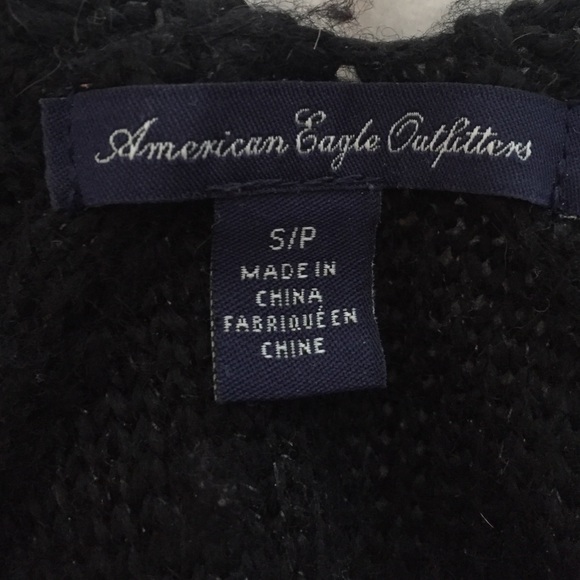 American Eagle Outfitters
S/P
MADE IN
CHINA
FABRIQUÉ EN
CHINE